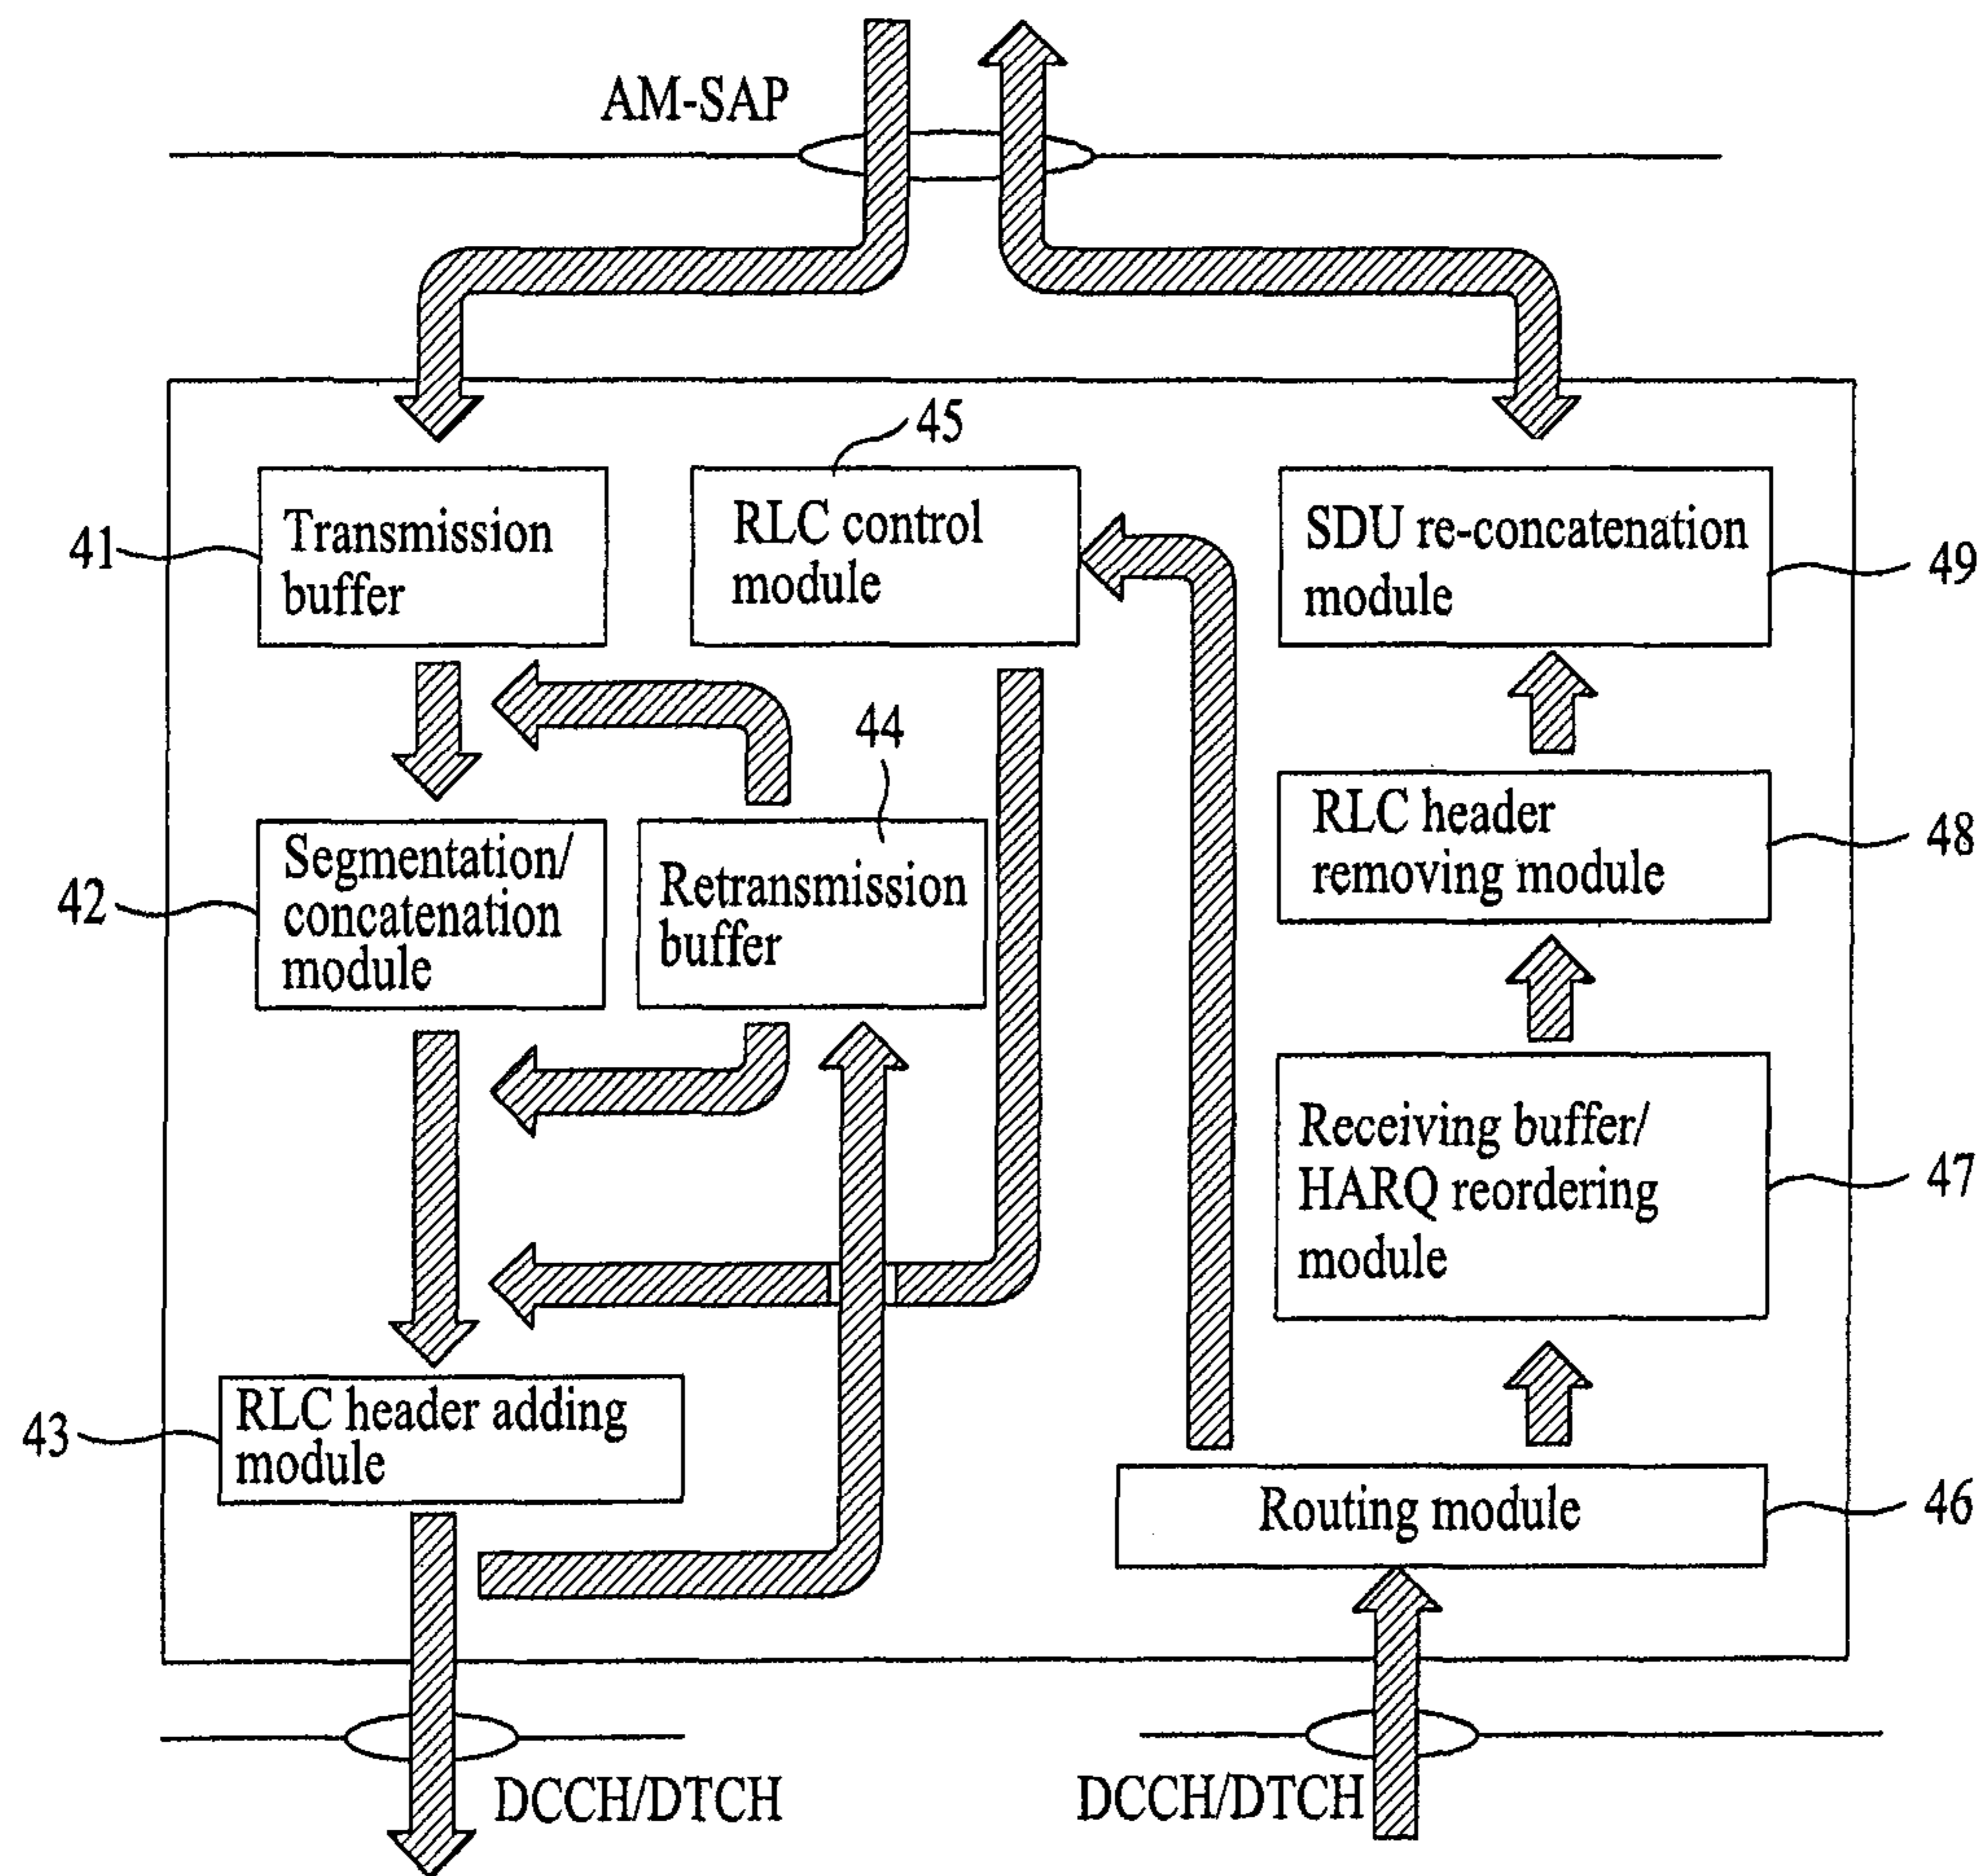 AM-SAP
45
Transmission
buffer
41
RLC control
module
SDU re-concatenation
module
49
44
Segmentation/
concatenation
module
42
Retransmission
buffer
RLC header
removing module
48
Receiving buffer/
HARQ reordering
module
47
RLC header adding
module
43
Routing module
46
DCCH/DTCH
DCCH/DTCH